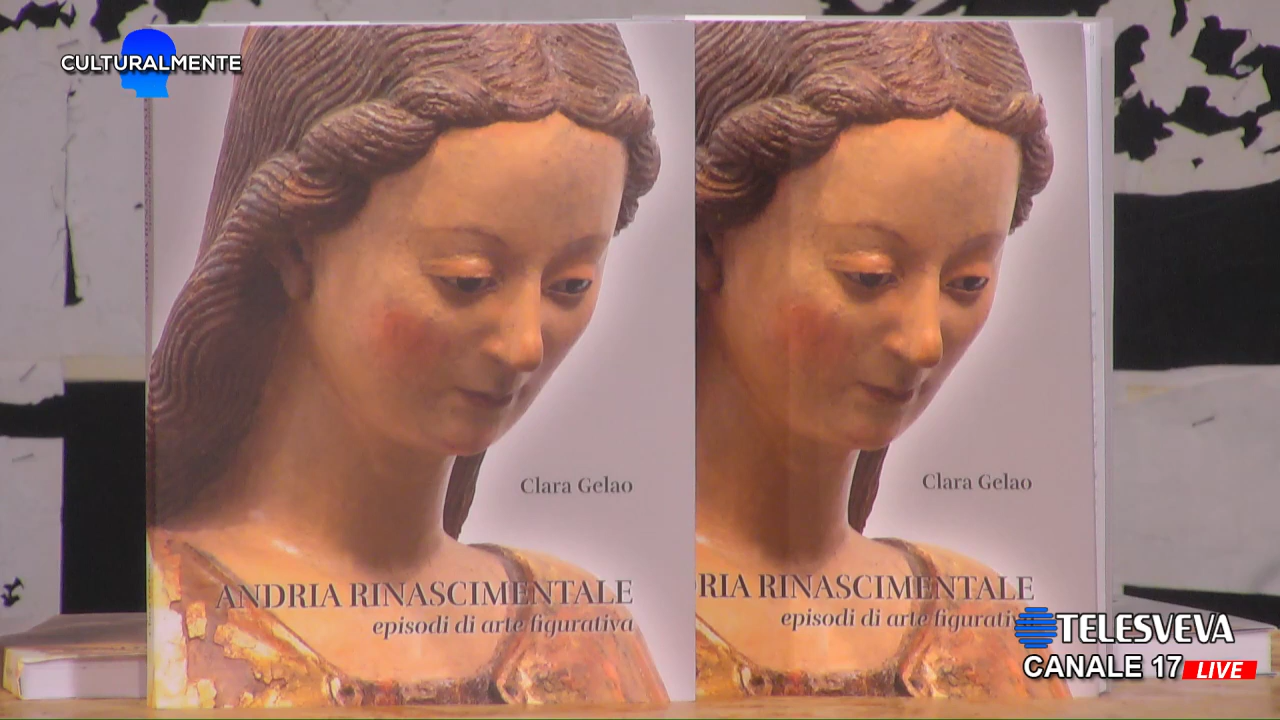 CULTURALMENTE
Clara Gelao
ANDRIA RINASCIMENTALE
episodi di arte figurativa
Clara Gelao
RIA RINASCIMENTALE
episodi di arte figurativ
TELESVEVA
CANALE 17 LIVE